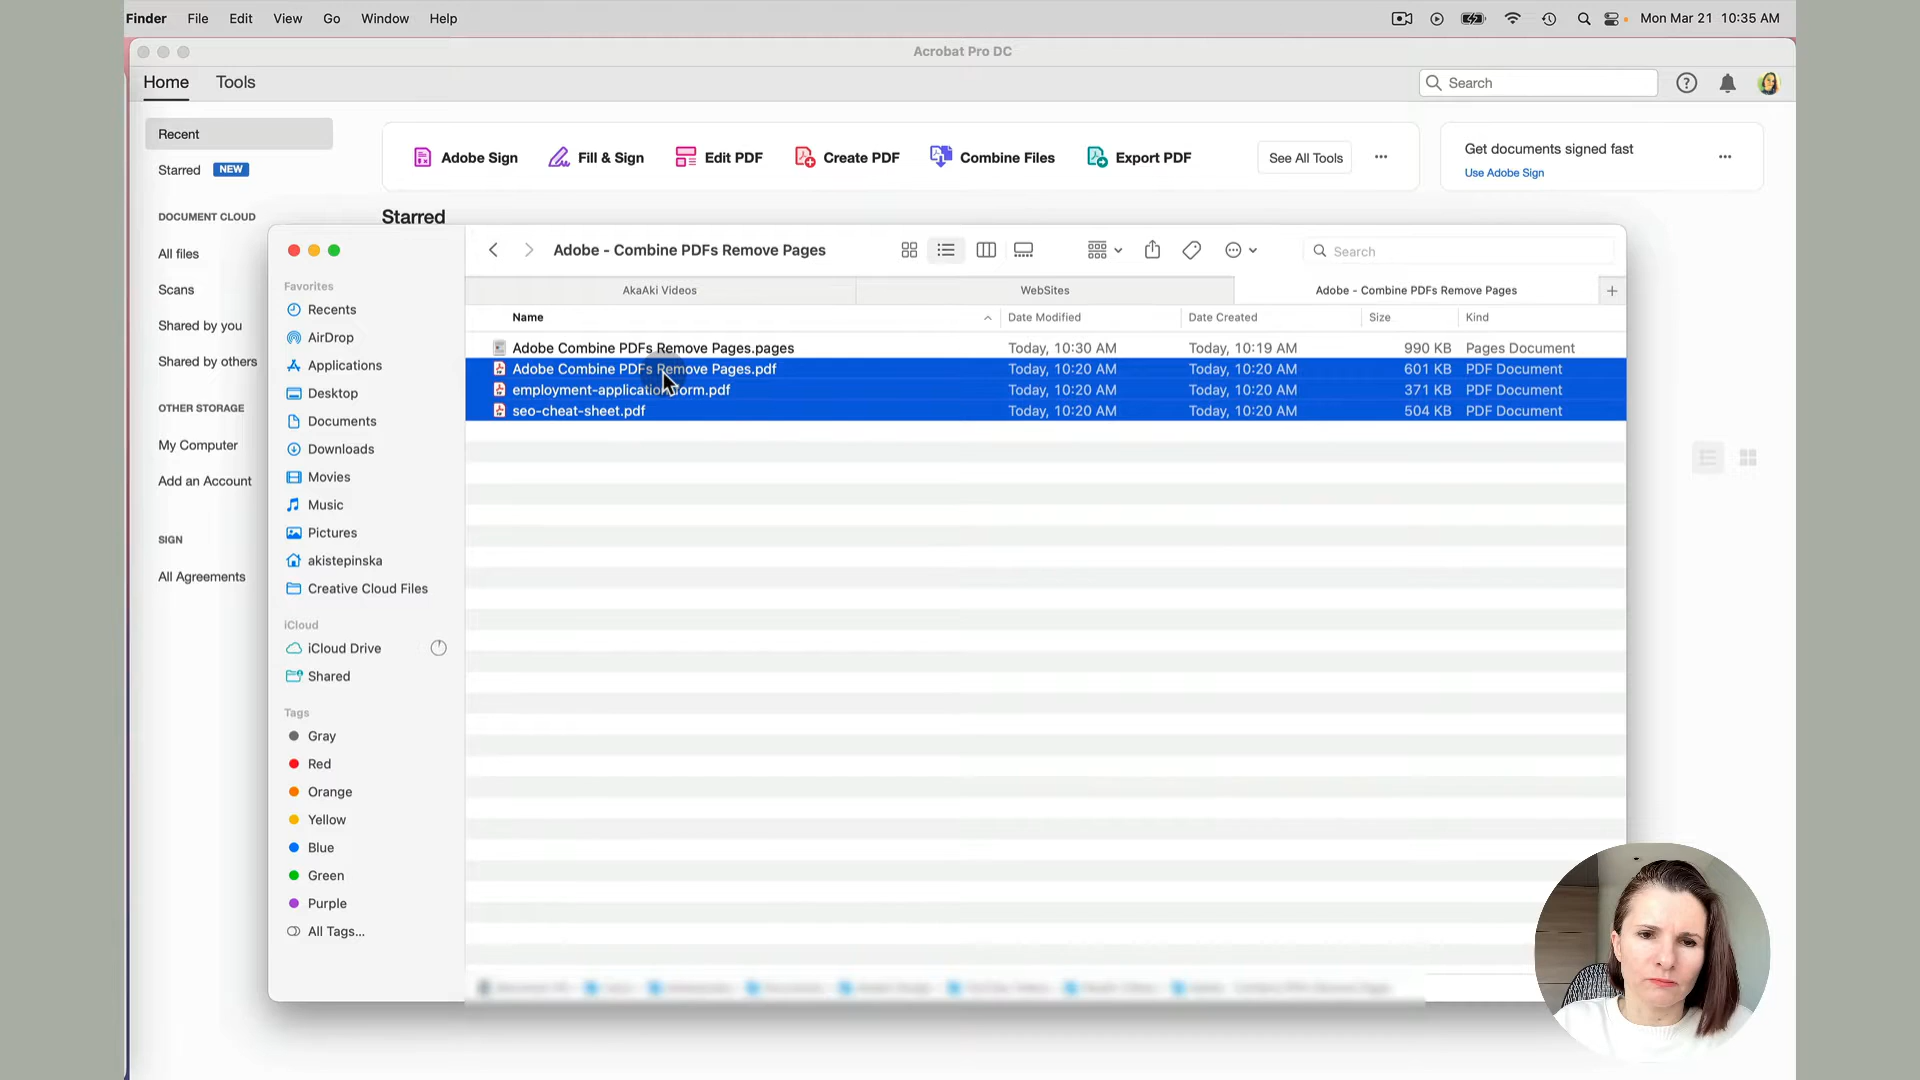 Finder File Edit View Go Window Help Mon Mar 21 10:35 AM
Acrobat Pro DC
Home Tools Search
Recent
Starred NEW
DOCUMENT CLOUD
All files
Scans
Shared by you
Shared by others
OTHER STORAGE
My Computer
Add an Account
SIGN
All Agreements
Adobe Sign Fill & Sign Edit PDF Create PDF Combine Files Export PDF See All Tools
Get documents signed fast
Use Adobe Sign
Starred
Adobe - Combine PDFs Remove Pages Search
Favorites
Recents
AirDrop
Applications
Desktop
Documents
Downloads
Movies
Music
Pictures
akistepinska
Creative Cloud Files
iCloud
iCloud Drive
Shared
Tags
Gray
Red
Orange
Yellow
Blue
Green
Purple
All Tags...
AkaAki Videos WebSites Adobe - Combine PDFs Remove Pages
Name Date Modified Date Created Size Kind
Adobe Combine PDFs Remove Pages.pages Today, 10:30 AM Today, 10:19 AM 990 KB Pages Document
Adobe Combine PDFs Remove Pages.pdf Today, 10:20 AM Today, 10:20 AM 601 KB PDF Document
employment-application-form.pdf Today, 10:20 AM Today, 10:20 AM 371 KB PDF Document
seo-cheat-sheet.pdf Today, 10:20 AM Today, 10:20 AM 504 KB PDF Document